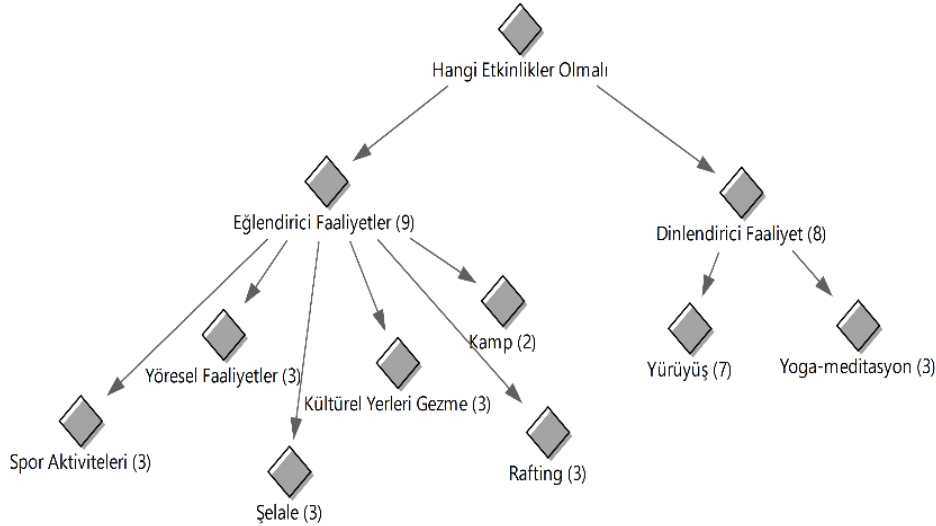 Hangi Etkinlikler Olmalı
Eğlendirici Faaliyetler (9)
Dinlendirici Faaliyet (8)
Kamp (2)
Yöresel Faaliyetler (3)
Yürüyüş (7)
Yoga-meditasyon (3)
Kültürel Yerleri Gezme (3)
Spor Aktiviteleri (3)
Rafting (3)
Şelale (3)